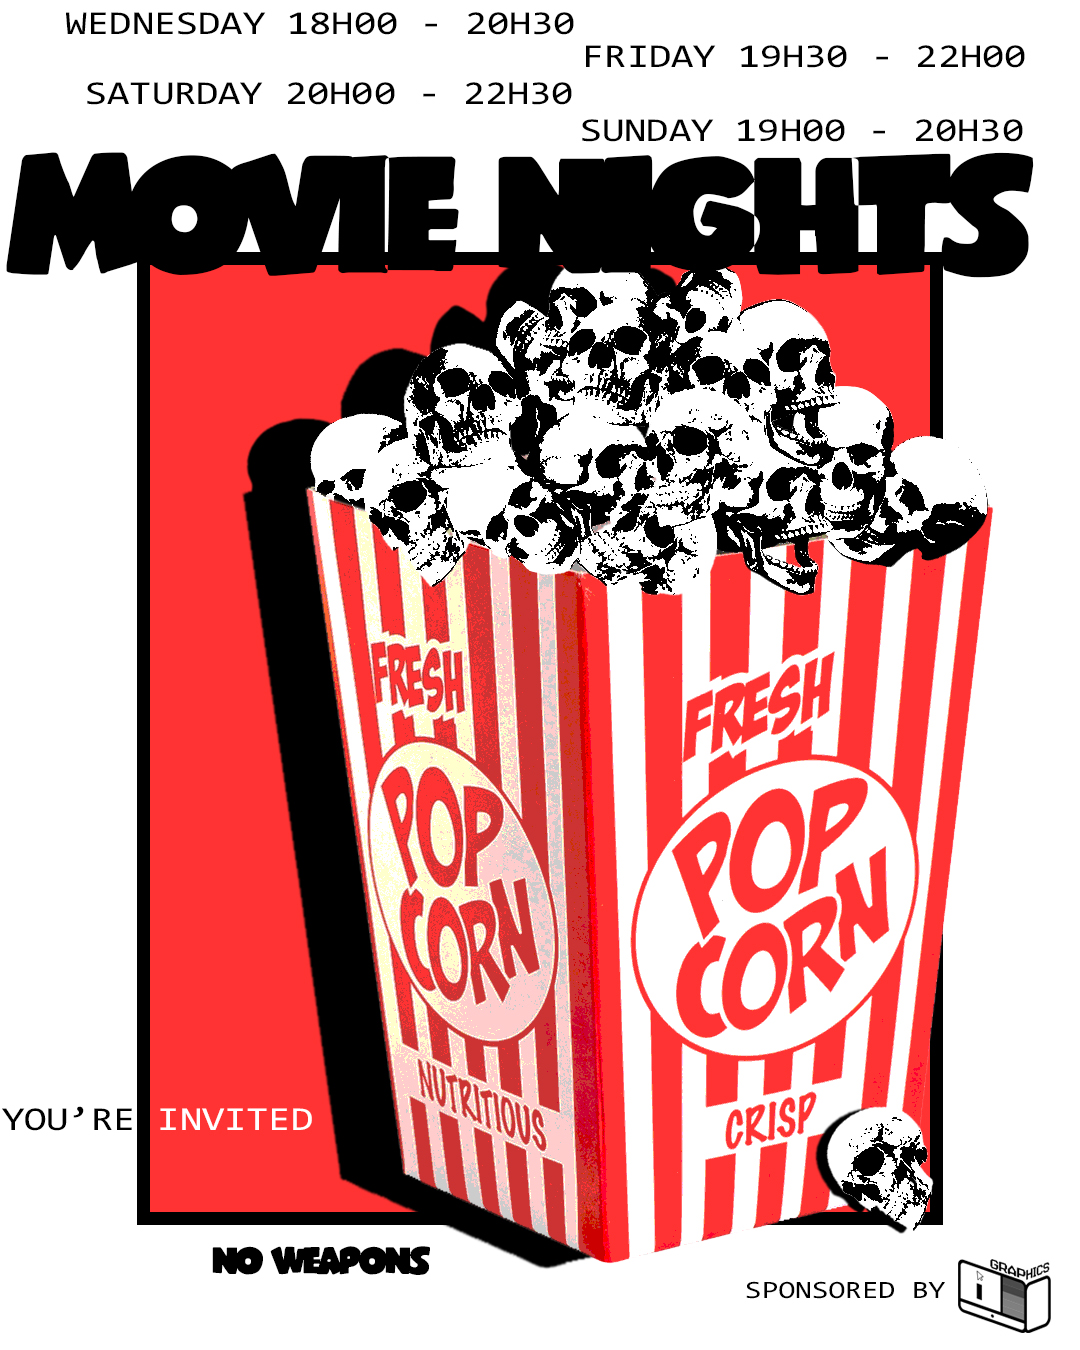 WEDNESDAY 18H00 - 20H30
FRIDAY 19H30 - 22H00
SATURDAY 20H00 - 22H30
SUNDAY 19H00 - 20H30
MOVIE NIGHTS
FRESH
POP
CORN
NUTRITIOUS
FRESH
POP
CORN
CRISP
YOU’RE INVITED
NO WEAPONS
SPONSORED BY
GRAPHICS